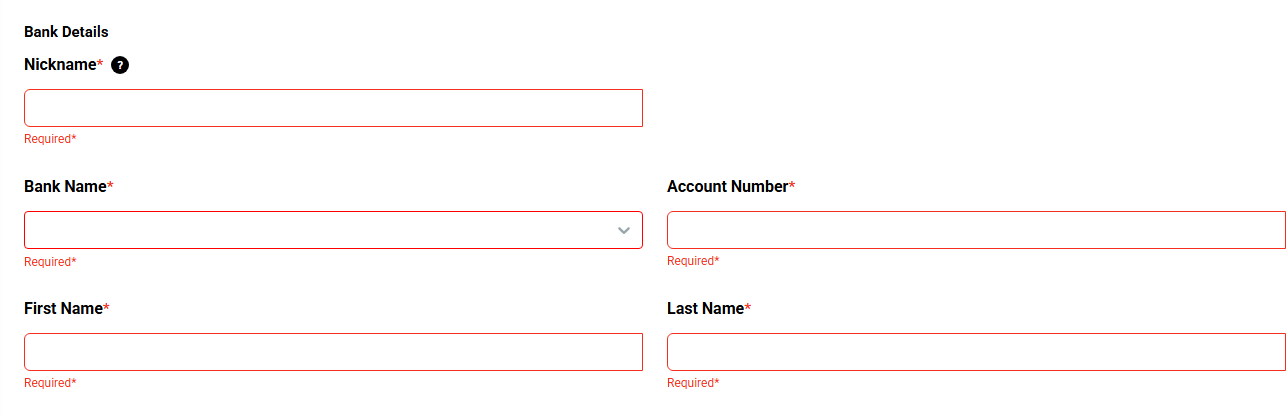 Bank Details
Nickname* ?
Required*
Bank Name*
Account Number*
Required*
Required*
First Name*
Last Name*
Required*
Required*